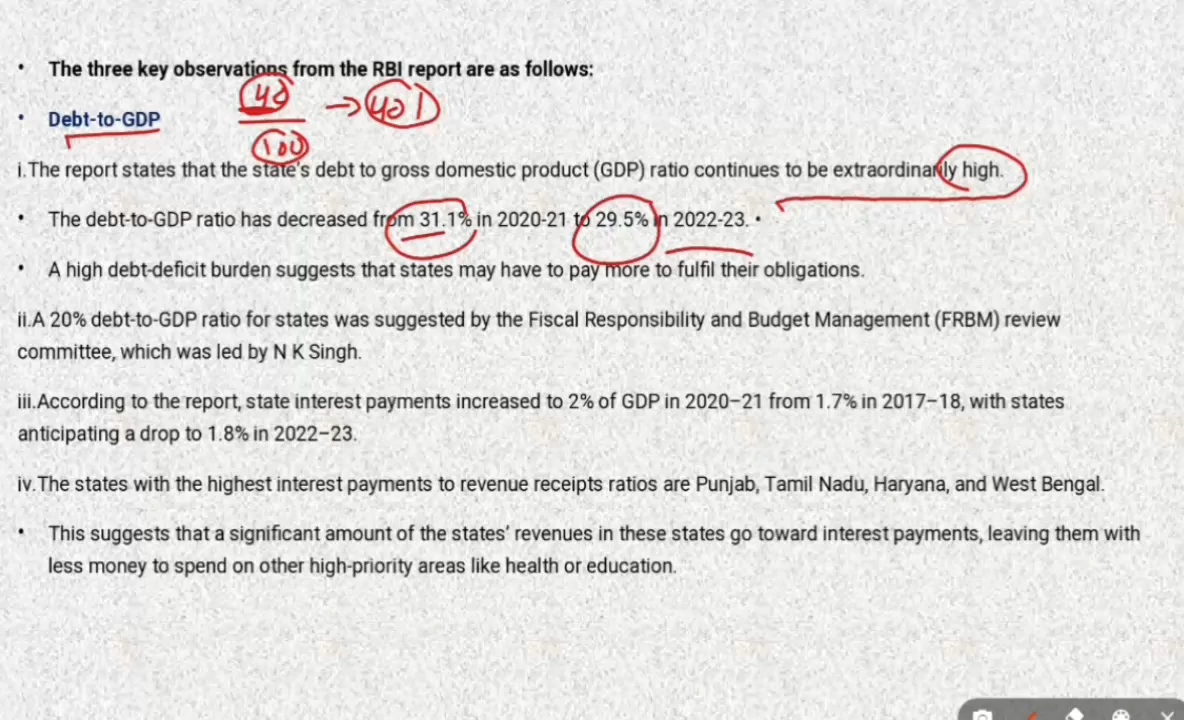 • The three key observations from the RBI report are as follows:
40
→ 40%
• Debt-to-GDP
100
i.The report states that the state's debt to gross domestic product (GDP) ratio continues to be extraordinarily high.
• The debt-to-GDP ratio has decreased from 31.1% in 2020-21 to 29.5% in 2022-23. •
• A high debt-deficit burden suggests that states may have to pay more to fulfil their obligations.
ii.A 20% debt-to-GDP ratio for states was suggested by the Fiscal Responsibility and Budget Management (FRBM) review
committee, which was led by N K Singh.
iii.According to the report, state interest payments increased to 2% of GDP in 2020–21 from 1.7% in 2017–18, with states
anticipating a drop to 1.8% in 2022–23.
iv.The states with the highest interest payments to revenue receipts ratios are Punjab, Tamil Nadu, Haryana, and West Bengal.
• This suggests that a significant amount of the states' revenues in these states go toward interest payments, leaving them with
less money to spend on other high-priority areas like health or education.